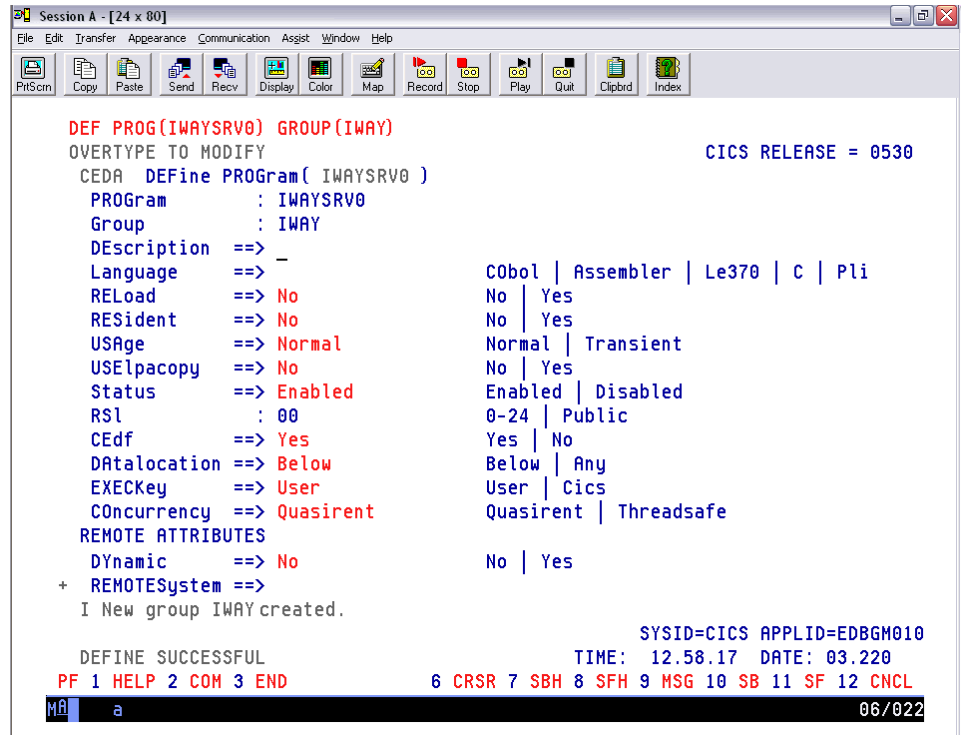 Session A - [24 x 80]
File Edit Transfer Appearance Communication Assist Window Help
PrtScrn Copy Paste Send Recv Display Color Map Record Stop Play Quit Clipbrd Index
DEF PROG(IWAYSRV0) GROUP(IWAY)
OVERTYPE TO MODIFY CICS RELEASE = 0530
CEDA DEFine PROGram( IWAYSRV0 )
PROGram : IWAYSRV0
Group : IWAY
DEscription ==> _
Language ==> CObol | Assembler | Le370 | C | Pli
RELoad ==> No No | Yes
RESident ==> No No | Yes
USAge ==> Normal Normal | Transient
USElpacopy ==> No No | Yes
Status ==> Enabled Enabled | Disabled
RSl : 00 0-24 | Public
CEdf ==> Yes Yes | No
DAtalocation ==> Below Below | Any
EXECKey ==> User User | Cics
COncurrency ==> Quasirent Quasirent | Threadsafe
REMOTE ATTRIBUTES
DYnamic ==> No No | Yes
+ REMOTESystem ==>
I New group IWAY created.
SYSID=CICS APPLID=EDBGM010
DEFINE SUCCESSFUL TIME: 12.58.17 DATE: 03.220
PF 1 HELP 2 COM 3 END 6 CRSR 7 SBH 8 SFH 9 MSG 10 SB 11 SF 12 CNCL
MA a 06/022